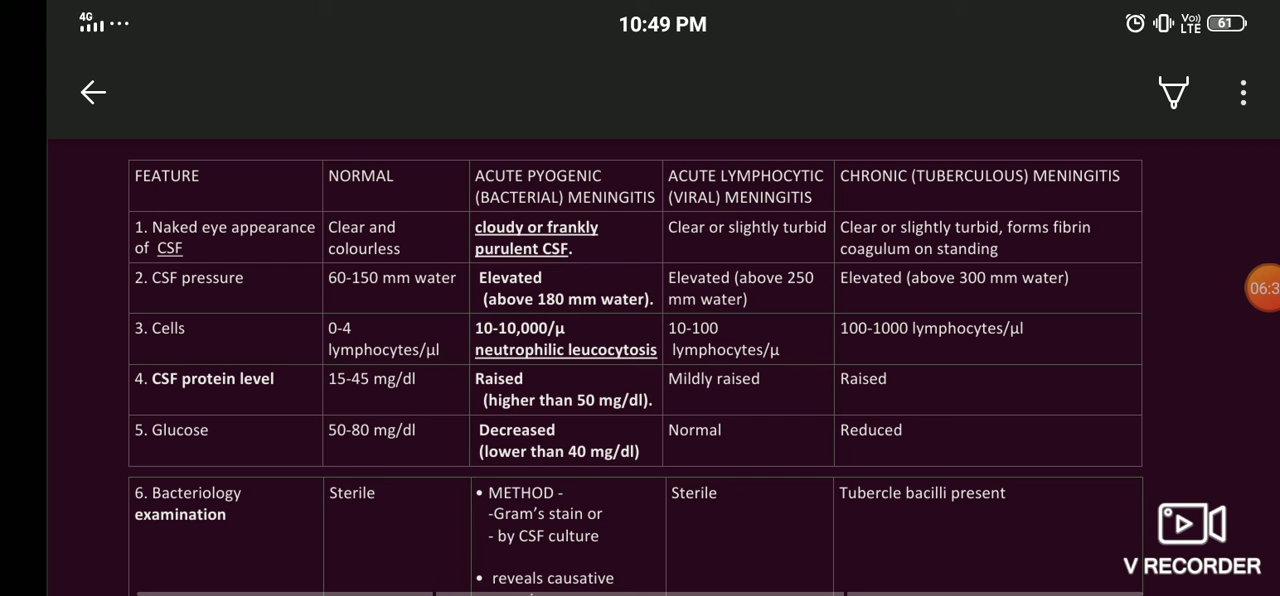 4G
10:49 PM
Vo)) LTE 61
FEATURE
NORMAL
ACUTE PYOGENIC
(BACTERIAL) MENINGITIS
ACUTE LYMPHOCYTIC
(VIRAL) MENINGITIS
CHRONIC (TUBERCULOUS) MENINGITIS
1. Naked eye appearance
of CSF
Clear and
colourless
cloudy or frankly
purulent CSF.
Clear or slightly turbid
Clear or slightly turbid, forms fibrin
coagulum on standing
2. CSF pressure
60-150 mm water
Elevated
(above 180 mm water).
Elevated (above 250
mm water)
Elevated (above 300 mm water)
06:3
3. Cells
0-4
lymphocytes/µl
10-10,000/µ
neutrophilic leucocytosis
10-100
lymphocytes/µ
100-1000 lymphocytes/µl
4. CSF protein level
15-45 mg/dl
Raised
(higher than 50 mg/dl).
Mildly raised
Raised
5. Glucose
50-80 mg/dl
Decreased
(lower than 40 mg/dl)
Normal
Reduced
6. Bacteriology
examination
Sterile
• METHOD -
-Gram's stain or
- by CSF culture
• reveals causative
Sterile
Tubercle bacilli present
V RECORDER